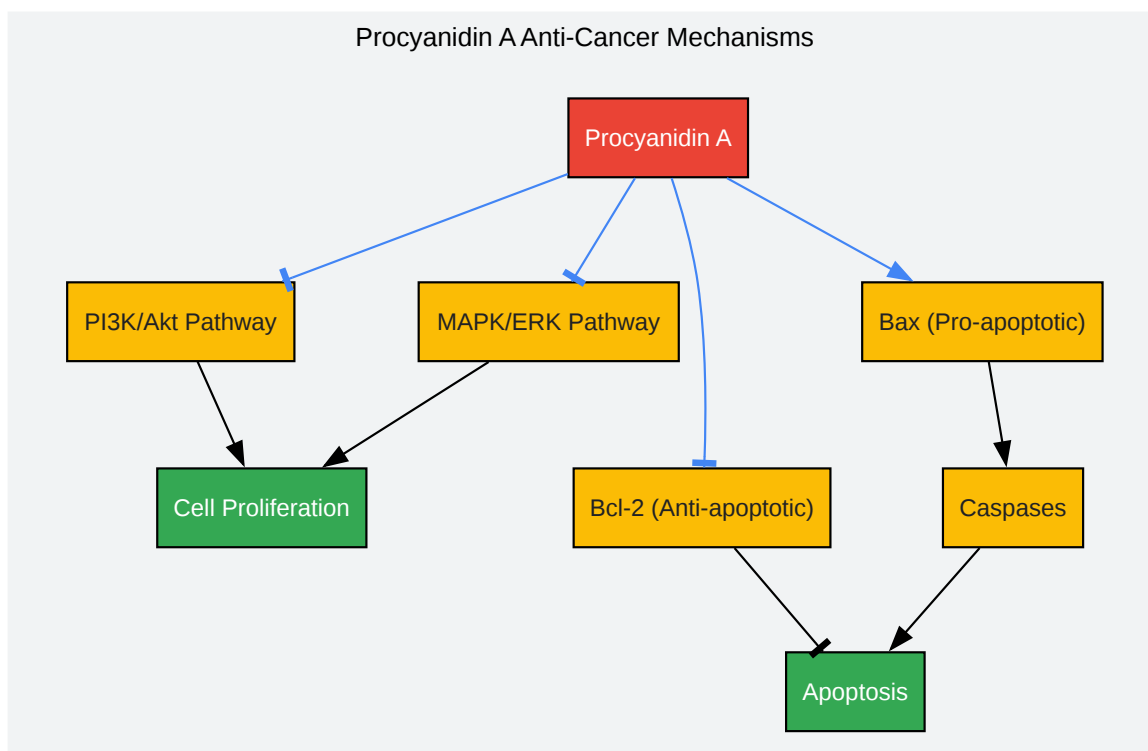 Procyanidin A Anti-Cancer Mechanisms
Procyanidin A
PI3K/Akt Pathway
MAPK/ERK Pathway
Bax (Pro-apoptotic)
Cell Proliferation
Bcl-2 (Anti-apoptotic)
Caspases
Apoptosis